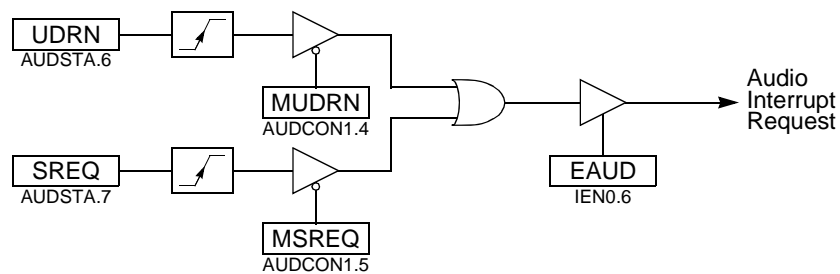 UDRN
AUDSTA.6
MUDRN
AUDCON1.4
SREQ
AUDSTA.7
MSREQ
AUDCON1.5
EAUD
IEN0.6
Audio
Interrupt
Request